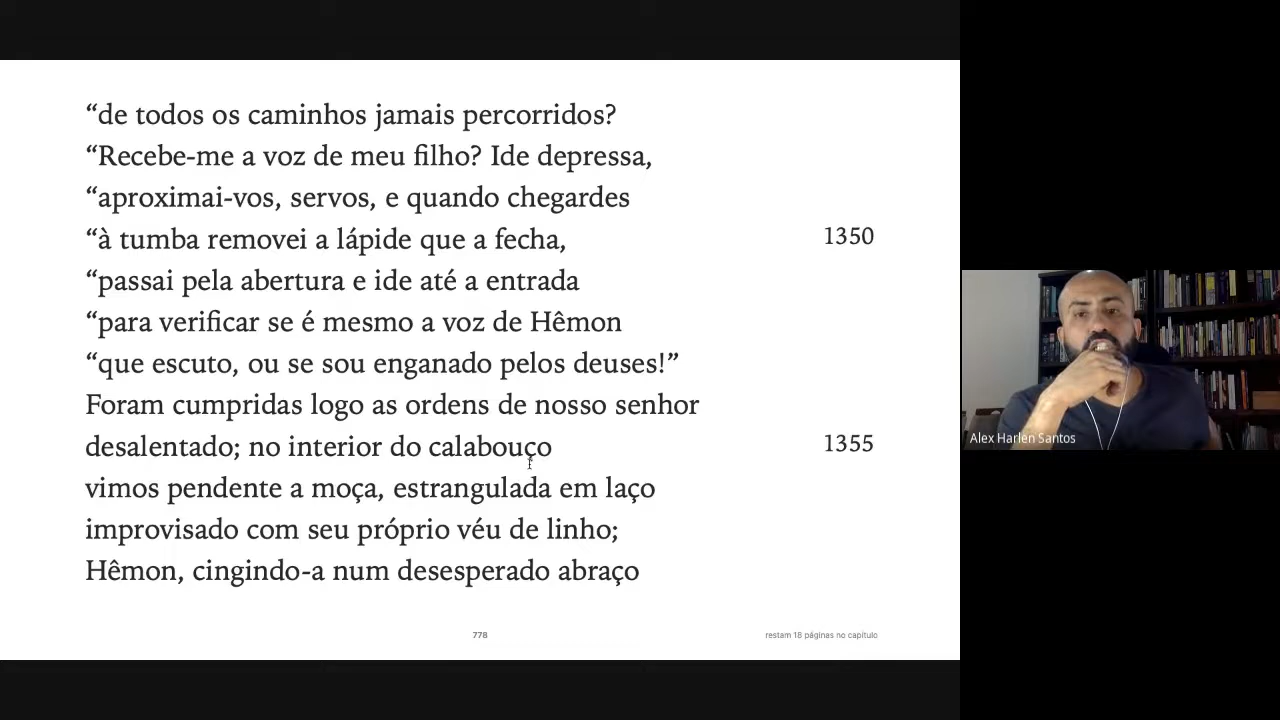 “de todos os caminhos jamais percorridos?
“Recebe-me a voz de meu filho? Ide depressa,
“aproximai-vos, servos, e quando chegardes
“à tumba removei a lápide que a fecha,
1350
“passai pela abertura e ide até a entrada
“para verificar se é mesmo a voz de Hêmon
“que escuto, ou se sou enganado pelos deuses!”
Foram cumpridas logo as ordens de nosso senhor
desalentado; no interior do calabouço
1355
vimos pendente a moça, estrangulada em laço
improvisado com seu próprio véu de linho;
Hêmon, cingindo-a num desesperado abraço
778
restam 18 páginas no capítulo
Alex Harlen Santos